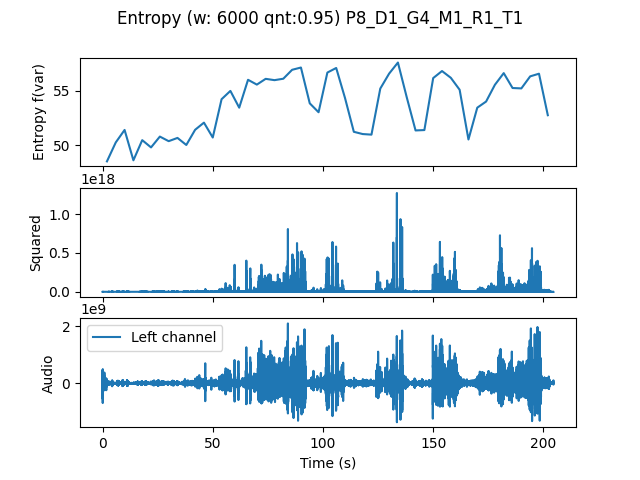 Entropy (w: 6000 qnt:0.95) P8_D1_G4_M1_R1_T1
Entropy f(var)
55
50
1e18
Squared
1.0
0.5
0.0
1e9
Audio
2
0
Left channel
0 50 100 150 200
Time (s)